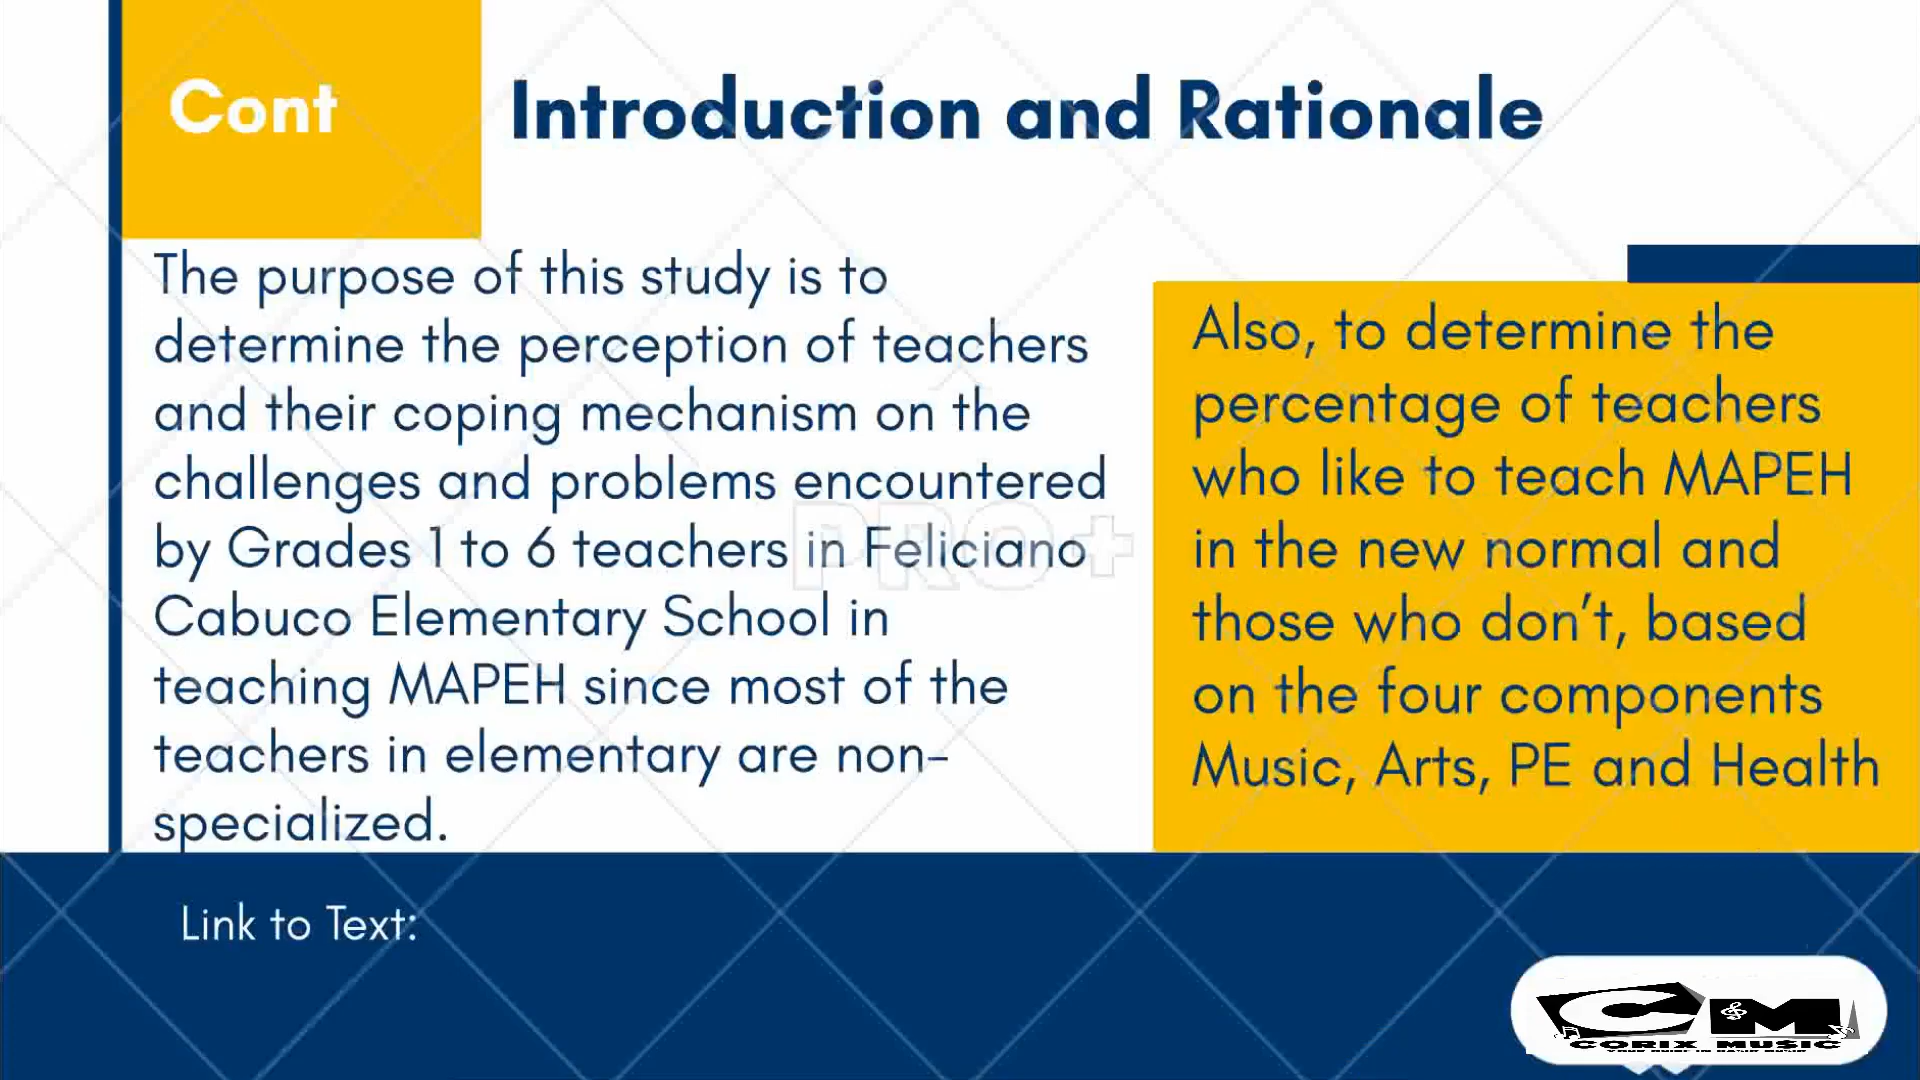 Cont
Introduction and Rationale
The purpose of this study is to
determine the perception of teachers
and their coping mechanism on the
challenges and problems encountered
by Grades 1 to 6 teachers in Feliciano
Cabuco Elementary School in
teaching MAPEH since most of the
teachers in elementary are non-
specialized.
Also, to determine the
percentage of teachers
who like to teach MAPEH
in the new normal and
those who don't, based
on the four components
Music, Arts, PE and Health
PRO+
Link to Text:
CM
CORIX MUSIC